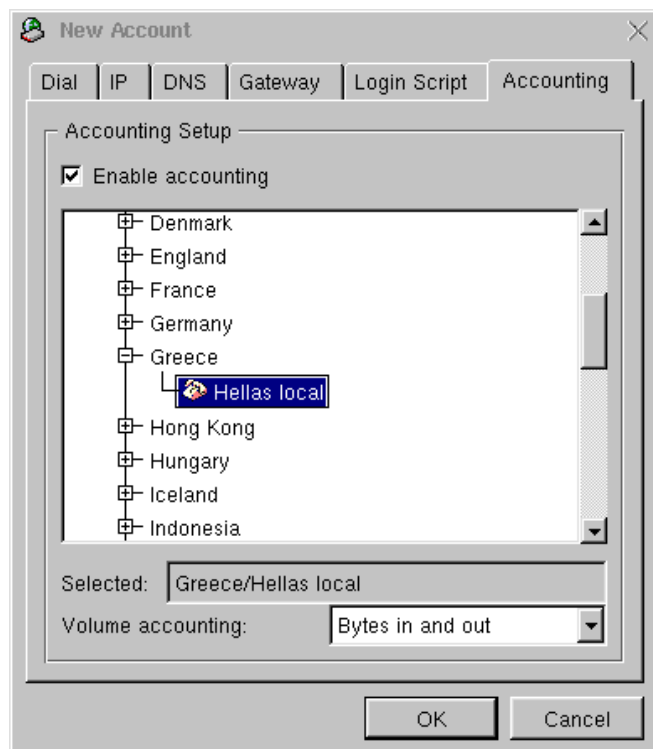 New Account
Dial IP DNS Gateway Login Script Accounting
Accounting Setup
Enable accounting
Denmark
England
France
Germany
Greece
Hellas local
Hong Kong
Hungary
Iceland
Indonesia
Selected: Greece/Hellas local
Volume accounting: Bytes in and out
OK Cancel